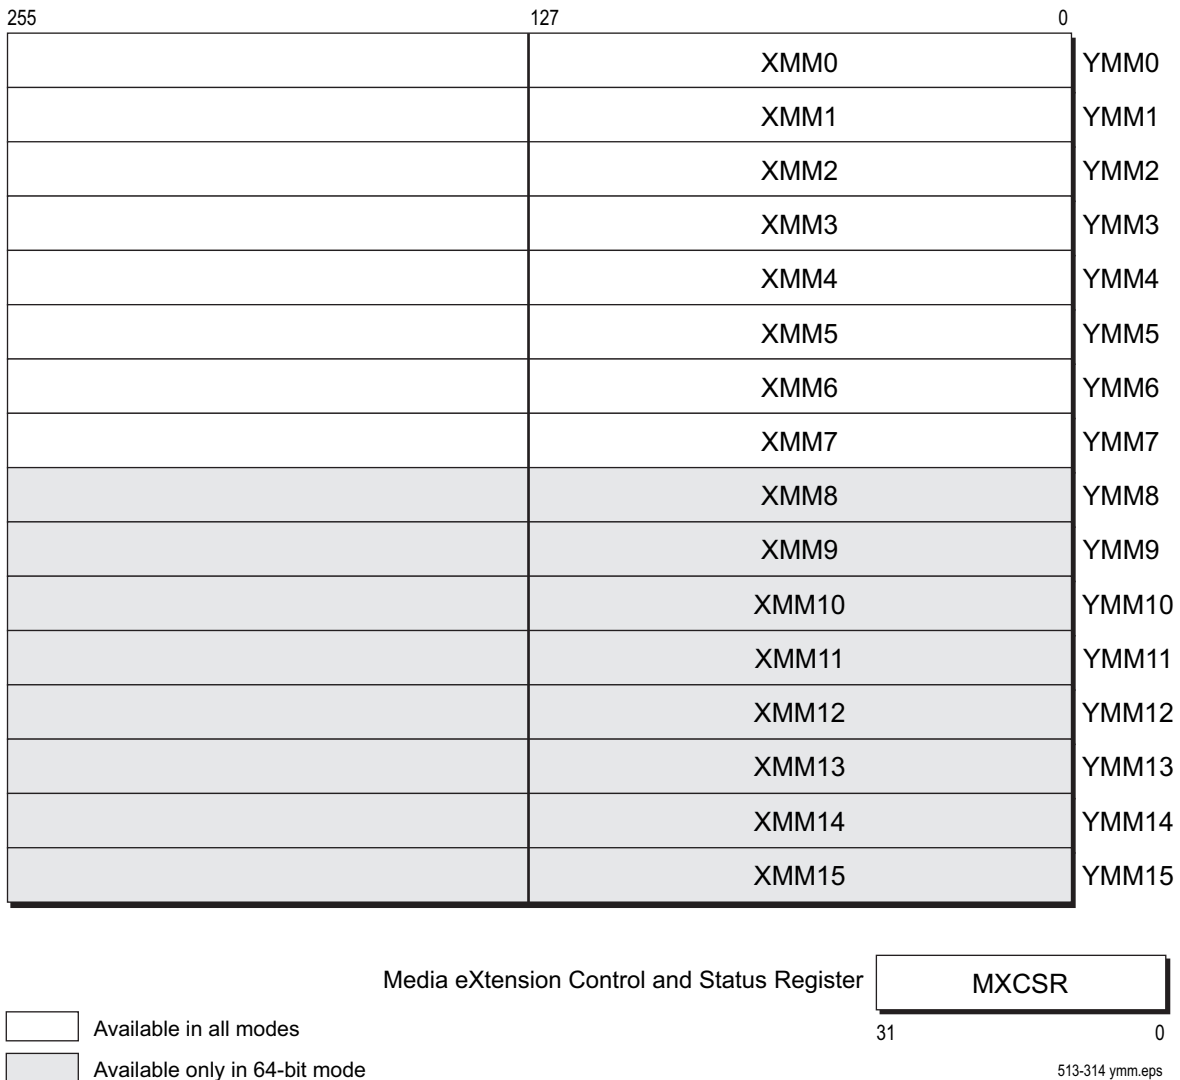 255 127 0
XMM0 YMM0
XMM1 YMM1
XMM2 YMM2
XMM3 YMM3
XMM4 YMM4
XMM5 YMM5
XMM6 YMM6
XMM7 YMM7
XMM8 YMM8
XMM9 YMM9
XMM10 YMM10
XMM11 YMM11
XMM12 YMM12
XMM13 YMM13
XMM14 YMM14
XMM15 YMM15
Media eXtension Control and Status Register MXCSR
31 0
Available in all modes
Available only in 64-bit mode
513-314 ymm.eps